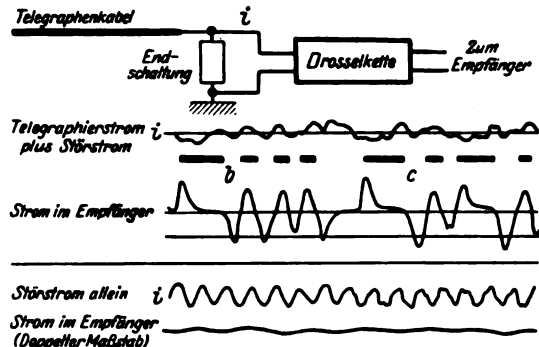 Telegraphenkabel
i
End-
schaltung
Drosselkette
Zum
Empfänger
Telegraphierstrom i
plus Störstrom
b
c
Strom im Empfänger
Störstrom allein i
Strom im Empfänger
(Doppelter Maßstab)